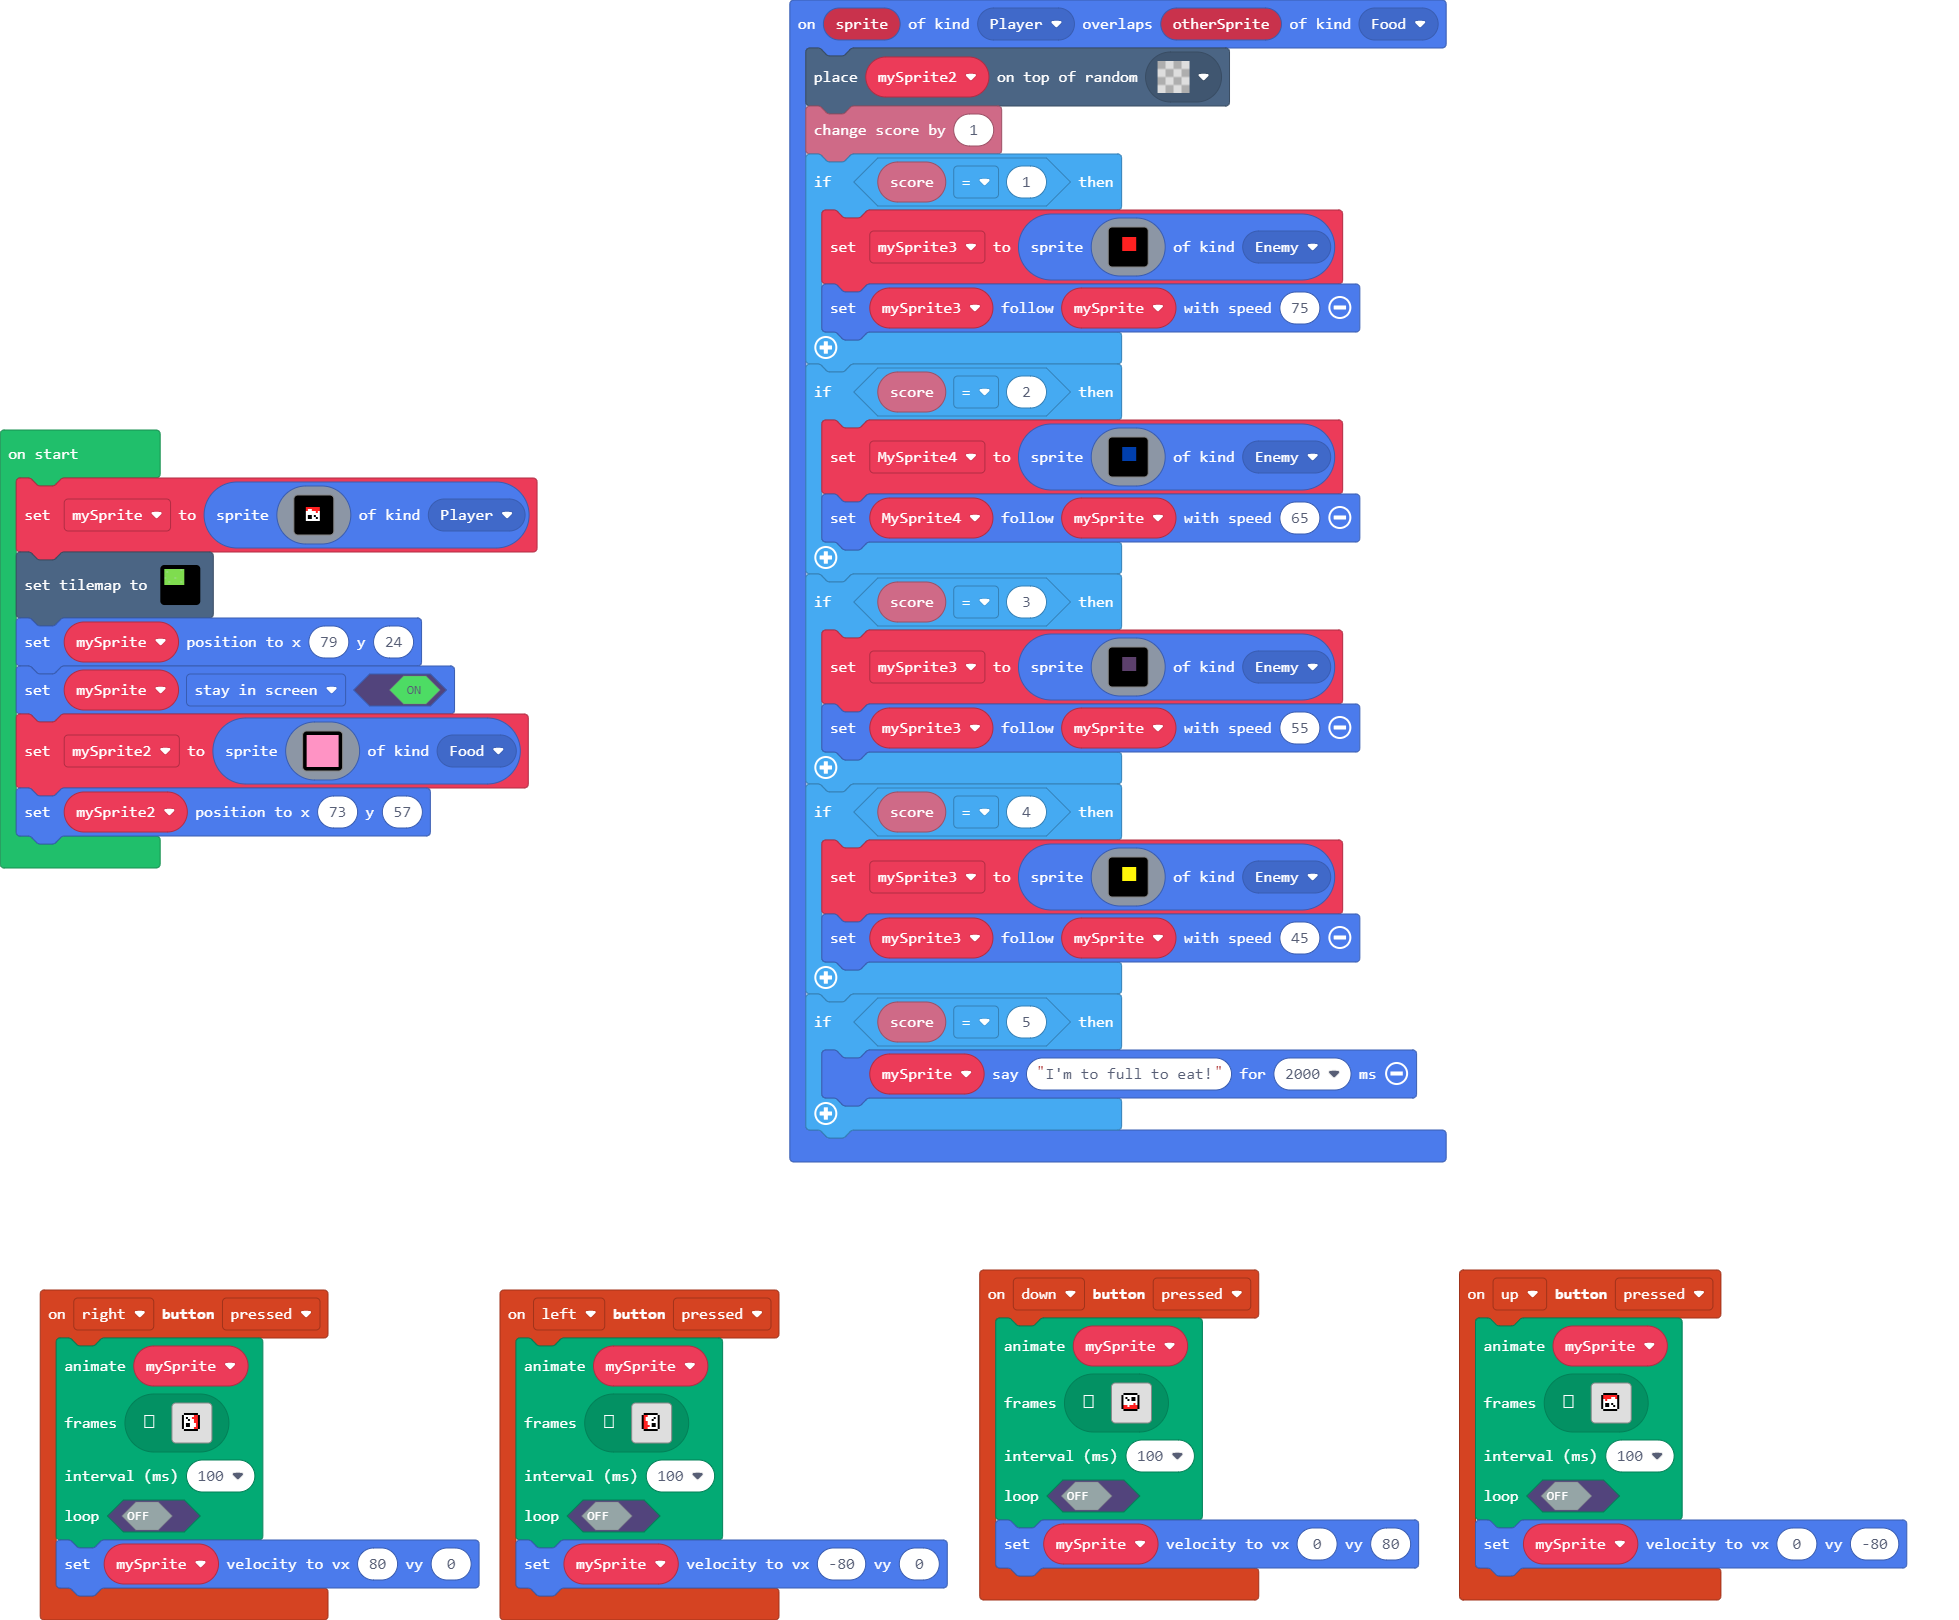 on start
set mySprite to sprite of kind Player
set tilemap to
set mySprite position to x 79 y 24
set mySprite stay in screen ON
set mySprite2 to sprite of kind Food
set mySprite2 position to x 73 y 57
on sprite of kind Player overlaps otherSprite of kind Food
place mySprite2 on top of random
change score by 1
if score = 1 then
set mySprite3 to sprite of kind Enemy
set mySprite3 follow mySprite with speed 75
if score = 2 then
set MySprite4 to sprite of kind Enemy
set MySprite4 follow mySprite with speed 65
if score = 3 then
set mySprite3 to sprite of kind Enemy
set mySprite3 follow mySprite with speed 55
if score = 4 then
set mySprite3 to sprite of kind Enemy
set mySprite3 follow mySprite with speed 45
if score = 5 then
mySprite say "I'm to full to eat!" for 2000 ms
on right button pressed
animate mySprite
frames
interval (ms) 100
loop OFF
set mySprite velocity to vx 80 vy 0
on left button pressed
animate mySprite
frames
interval (ms) 100
loop OFF
set mySprite velocity to vx -80 vy 0
on down button pressed
animate mySprite
frames
interval (ms) 100
loop OFF
set mySprite velocity to vx 0 vy 80
on up button pressed
animate mySprite
frames
interval (ms) 100
loop OFF
set mySprite velocity to vx 0 vy -80